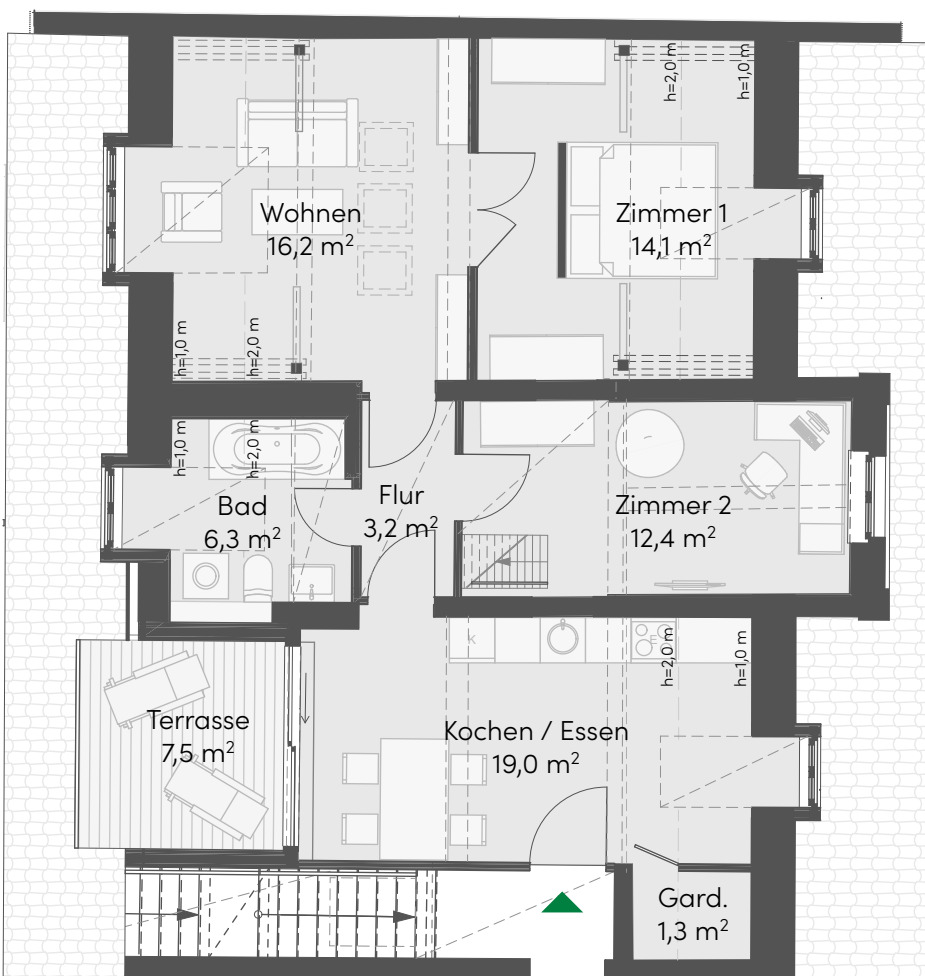 h=2,0 m
h=1,0 m
Wohnen
16,2 m²
Zimmer 1
14,1 m²
h=1,0 m
h=2,0 m
h=1,0 m
h=2,0 m
Bad
6,3 m²
Flur
3,2 m²
Zimmer 2
12,4 m²
K
E
h=2,0 m
h=1,0 m
Terrasse
7,5 m²
Kochen / Essen
19,0 m²
Gard.
1,3 m²